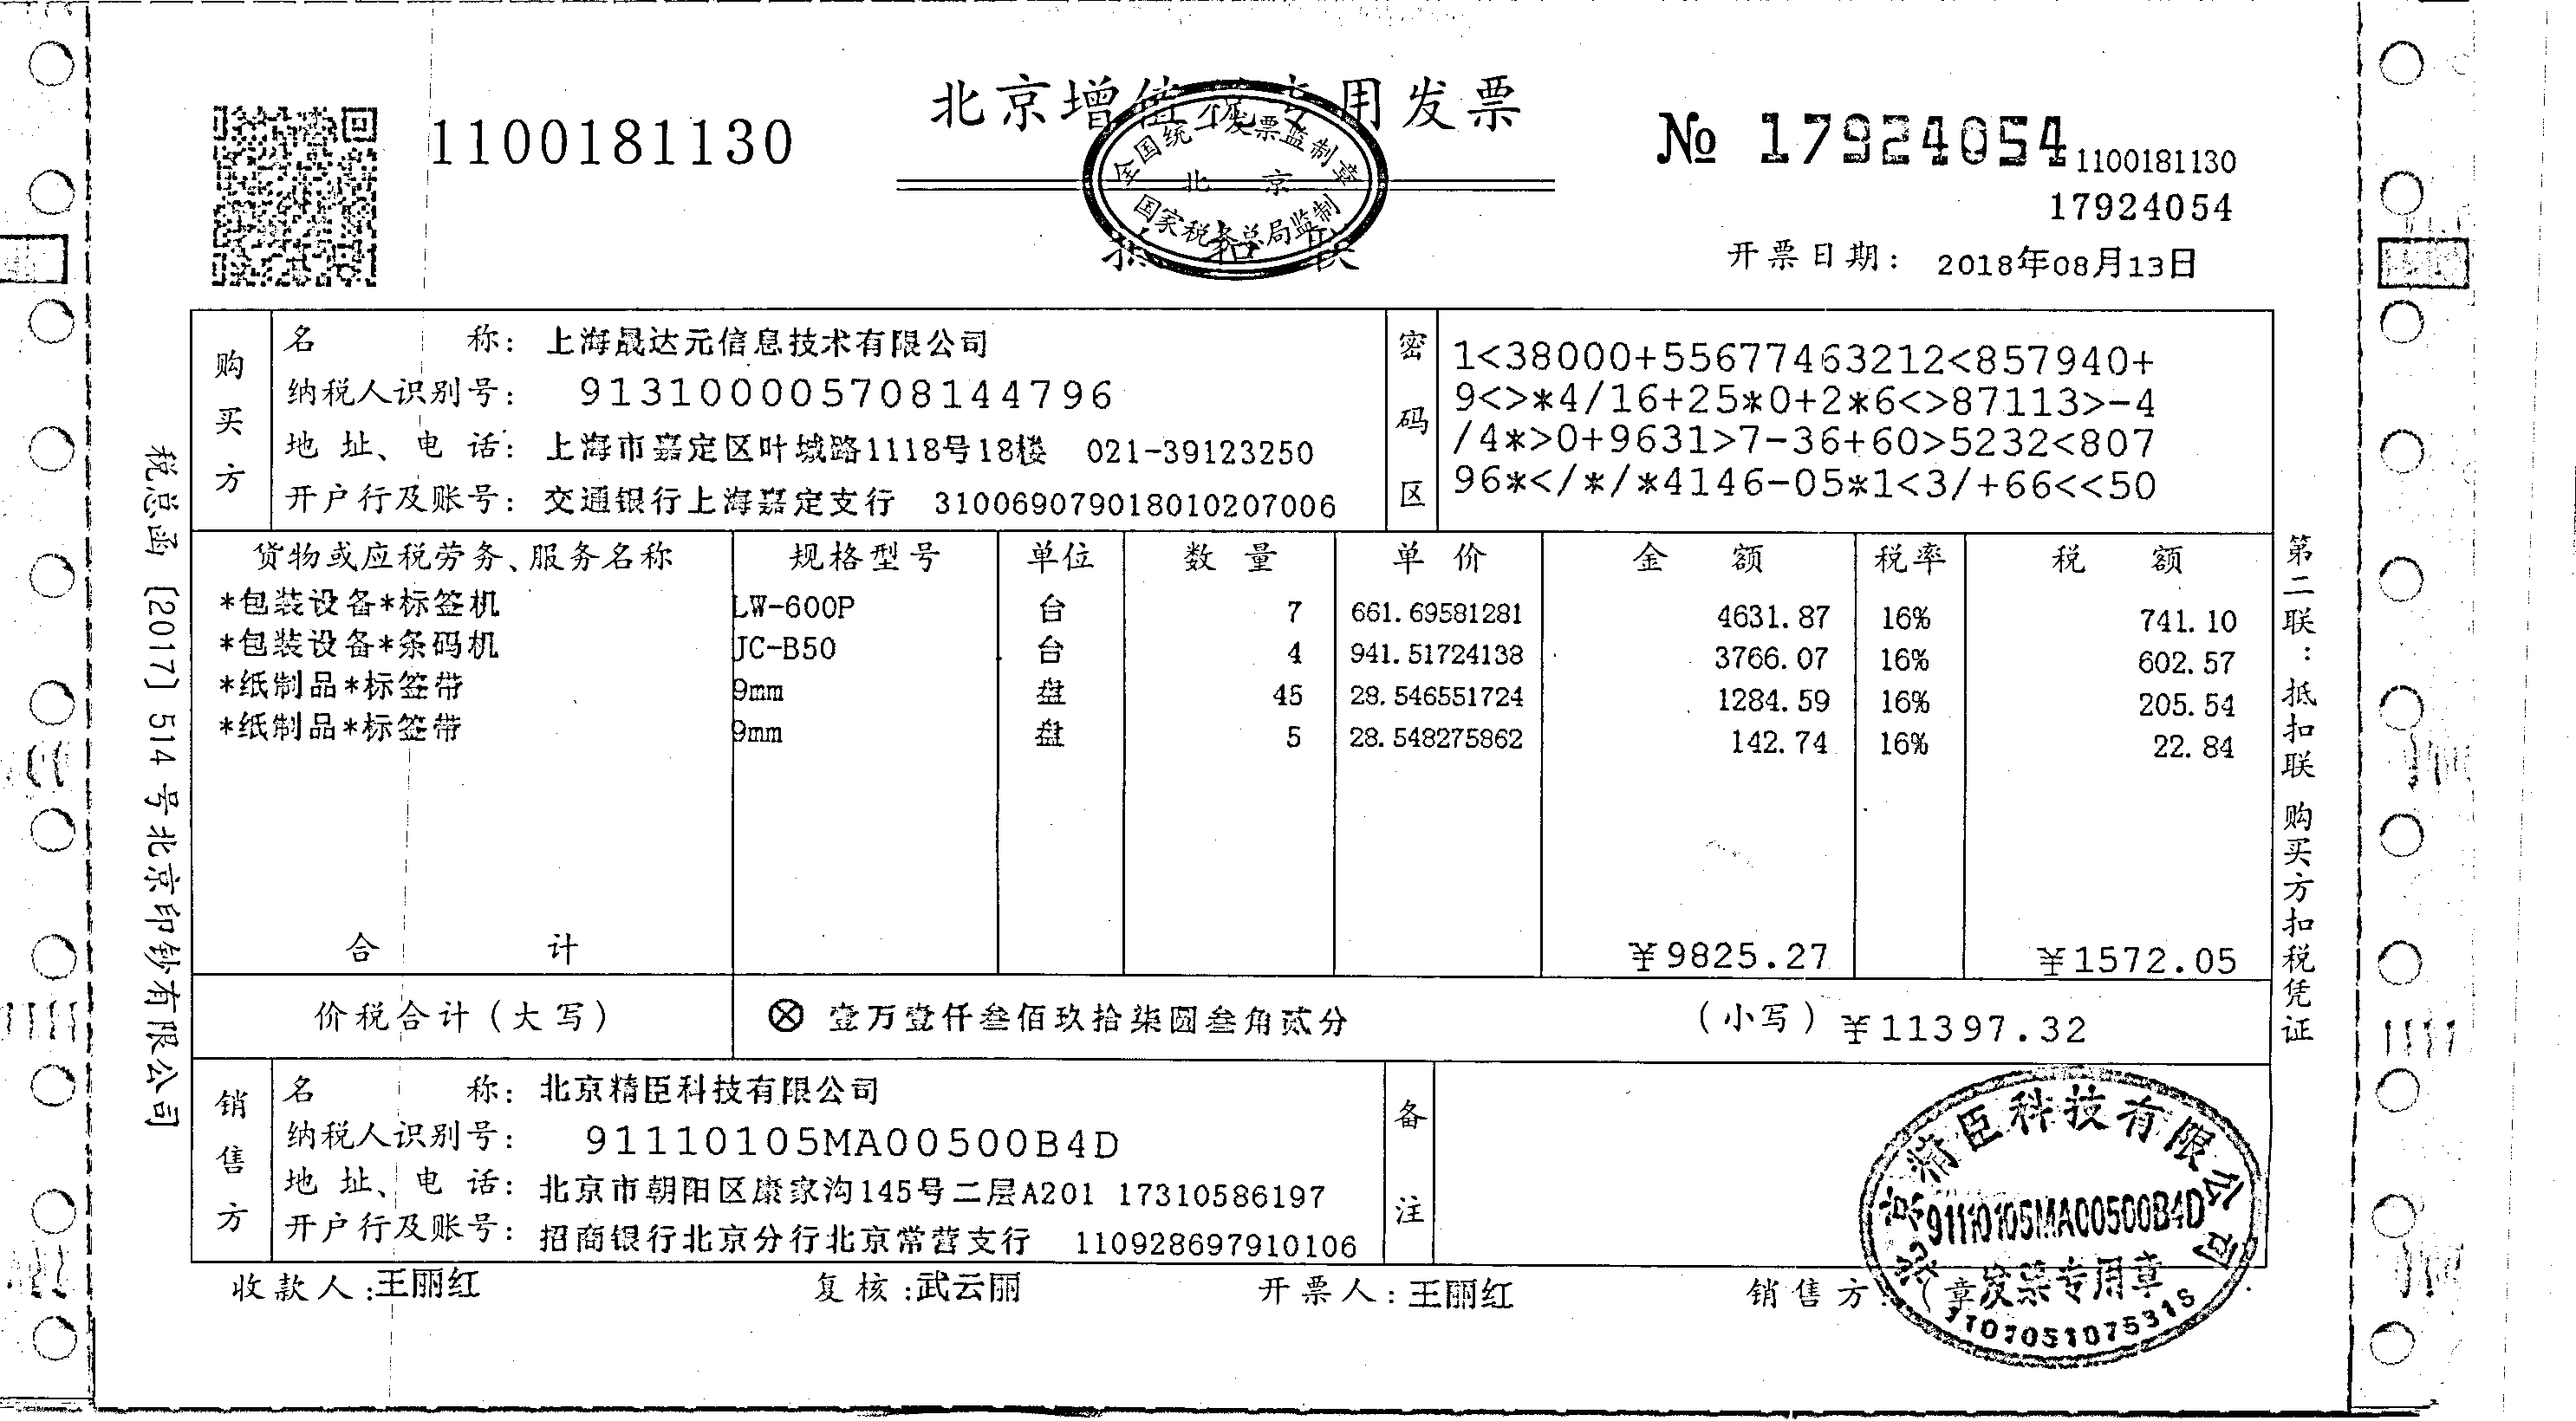 北京增值税专用发票
1100181130
№ 17924054
1100181130
17924054
全国统一发票监制章
北京
国家税务总局监制
抵扣联
开票日期: 2018年08月13日
购买方
名称: 上海晟达元信息技术有限公司
纳税人识别号: 913100005708144796
地址、电话: 上海市嘉定区叶城路1118号18楼 021-39123250
开户行及账号: 交通银行上海嘉定支行 310069079018010207006
密码区
1<38000+55677463212<857940+
9<>*4/16+25*0+2*6<>87113>-4
/4*>0+9631>7-36+60>5232<807
96*</*/*4146-05*1<3/+66<<50
货物或应税劳务、服务名称 规格型号 单位 数量 单价 金额 税率 税额
*包装设备*标签机 LW-600P 台 7 661.69581281 4631.87 16% 741.10
*包装设备*条码机 JC-B50 台 4 941.51724138 3766.07 16% 602.57
*纸制品*标签带 9mm 盘 45 28.546551724 1284.59 16% 205.54
*纸制品*标签带 9mm 盘 5 28.548275862 142.74 16% 22.84
合计 ¥9825.27 ¥1572.05
价税合计(大写) ⊗ 壹万壹仟叁佰玖拾柒圆叁角贰分 (小写) ¥11397.32
销售方
名称: 北京精臣科技有限公司
纳税人识别号: 91110105MA00500B4D
地址、电话: 北京市朝阳区康家沟145号二层A201 17310586197
开户行及账号: 招商银行北京分行北京常营支行 110928697910106
备注
收款人:王丽红 复核:武云丽 开票人:王丽红 销售方:(章
北京精臣科技有限公司
91110105MA00500B4D
发票专用章
税总函[2017]514号北京印钞有限公司
第二联:抵扣联 购买方扣税凭证